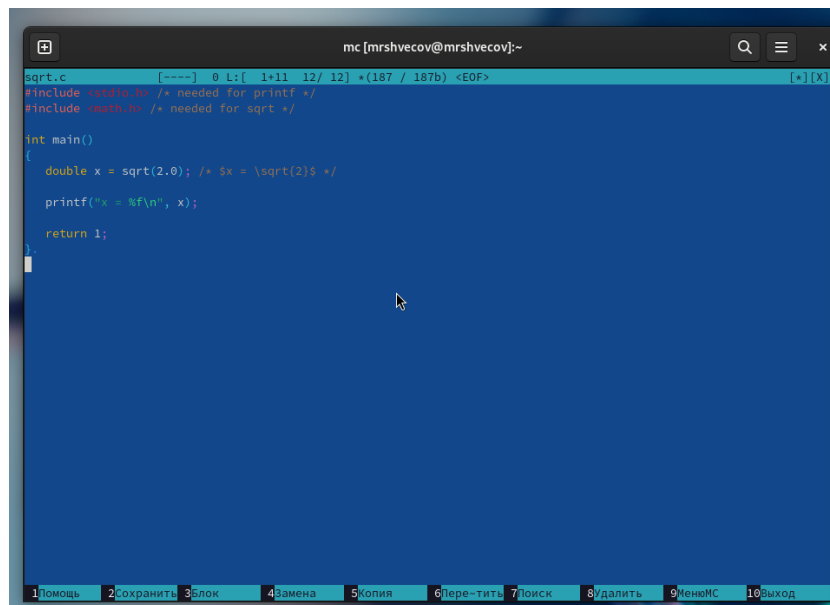 mc [mrshvecov@mrshvecov]:~
sqrt.c [----] 0 L:[ 1+11 12/ 12] *(187 / 187b) <EOF> [*][X]
#include <stdio.h> /* needed for printf */
#include <math.h> /* needed for sqrt */
int main()
{
double x = sqrt(2.0); /* $x = \sqrt{2}$ */
printf("x = %f\n", x);
return 1;
}.
1Помощь 2Сохранить 3Блок 4Замена 5Копия 6Пере~тить 7Поиск 8Удалить 9МенюMC 10Выход